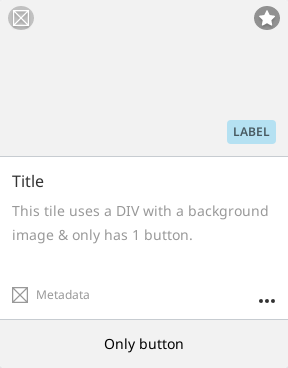 LABEL
Title
This tile uses a DIV with a background
image & only has 1 button.
Metadata
Only button